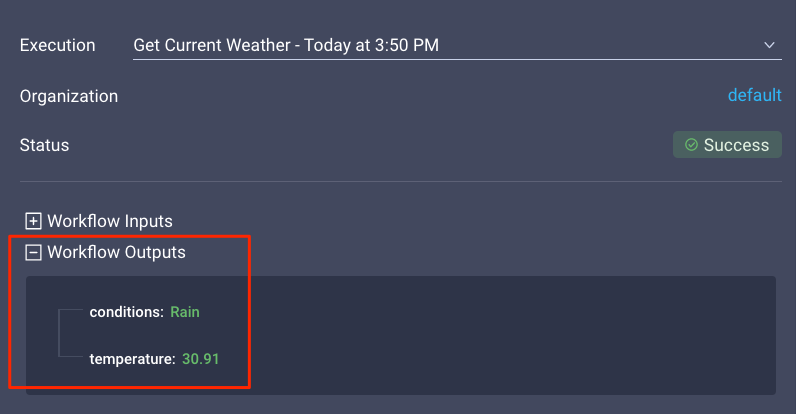 Execution Get Current Weather - Today at 3:50 PM
Organization default
Status Success
Workflow Inputs
Workflow Outputs
conditions: Rain
temperature: 30.91